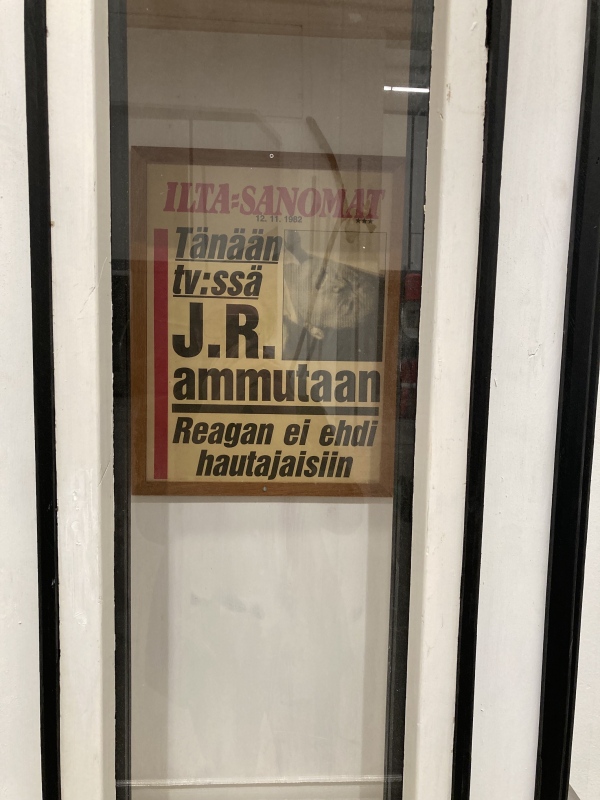 ILTA=SANOMAT
12. 11. 1982
Tänään
tv:ssä
J.R.
ammutaan
Reagan ei ehdi
hautajaisiin